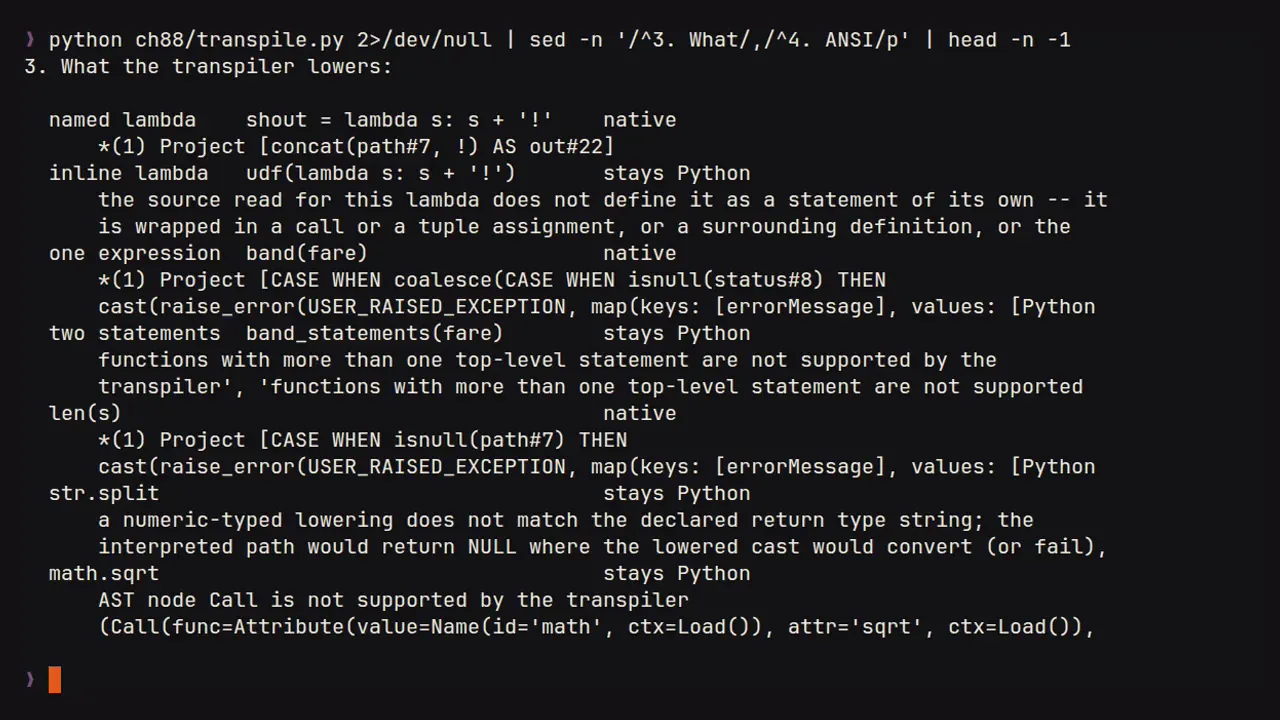 ❯ python ch88/transpile.py 2>/dev/null | sed -n '/^3. What/,/^4. ANSI/p' | head -n -1
3. What the transpiler lowers:
named lambda    shout = lambda s: s + '!'    native
*(1) Project [concat(path#7, !) AS out#22]
inline lambda   udf(lambda s: s + '!')       stays Python
the source read for this lambda does not define it as a statement of its own -- it
is wrapped in a call or a tuple assignment, or a surrounding definition, or the
one expression  band(fare)                   native
*(1) Project [CASE WHEN coalesce(CASE WHEN isnull(status#8) THEN
cast(raise_error(USER_RAISED_EXCEPTION, map(keys: [errorMessage], values: [Python
two statements  band_statements(fare)        stays Python
functions with more than one top-level statement are not supported by the
transpiler', 'functions with more than one top-level statement are not supported
len(s)                                       native
*(1) Project [CASE WHEN isnull(path#7) THEN
cast(raise_error(USER_RAISED_EXCEPTION, map(keys: [errorMessage], values: [Python
str.split                                    stays Python
a numeric-typed lowering does not match the declared return type string; the
interpreted path would return NULL where the lowered cast would convert (or fail),
math.sqrt                                    stays Python
AST node Call is not supported by the transpiler
(Call(func=Attribute(value=Name(id='math', ctx=Load()), attr='sqrt', ctx=Load()),
❯